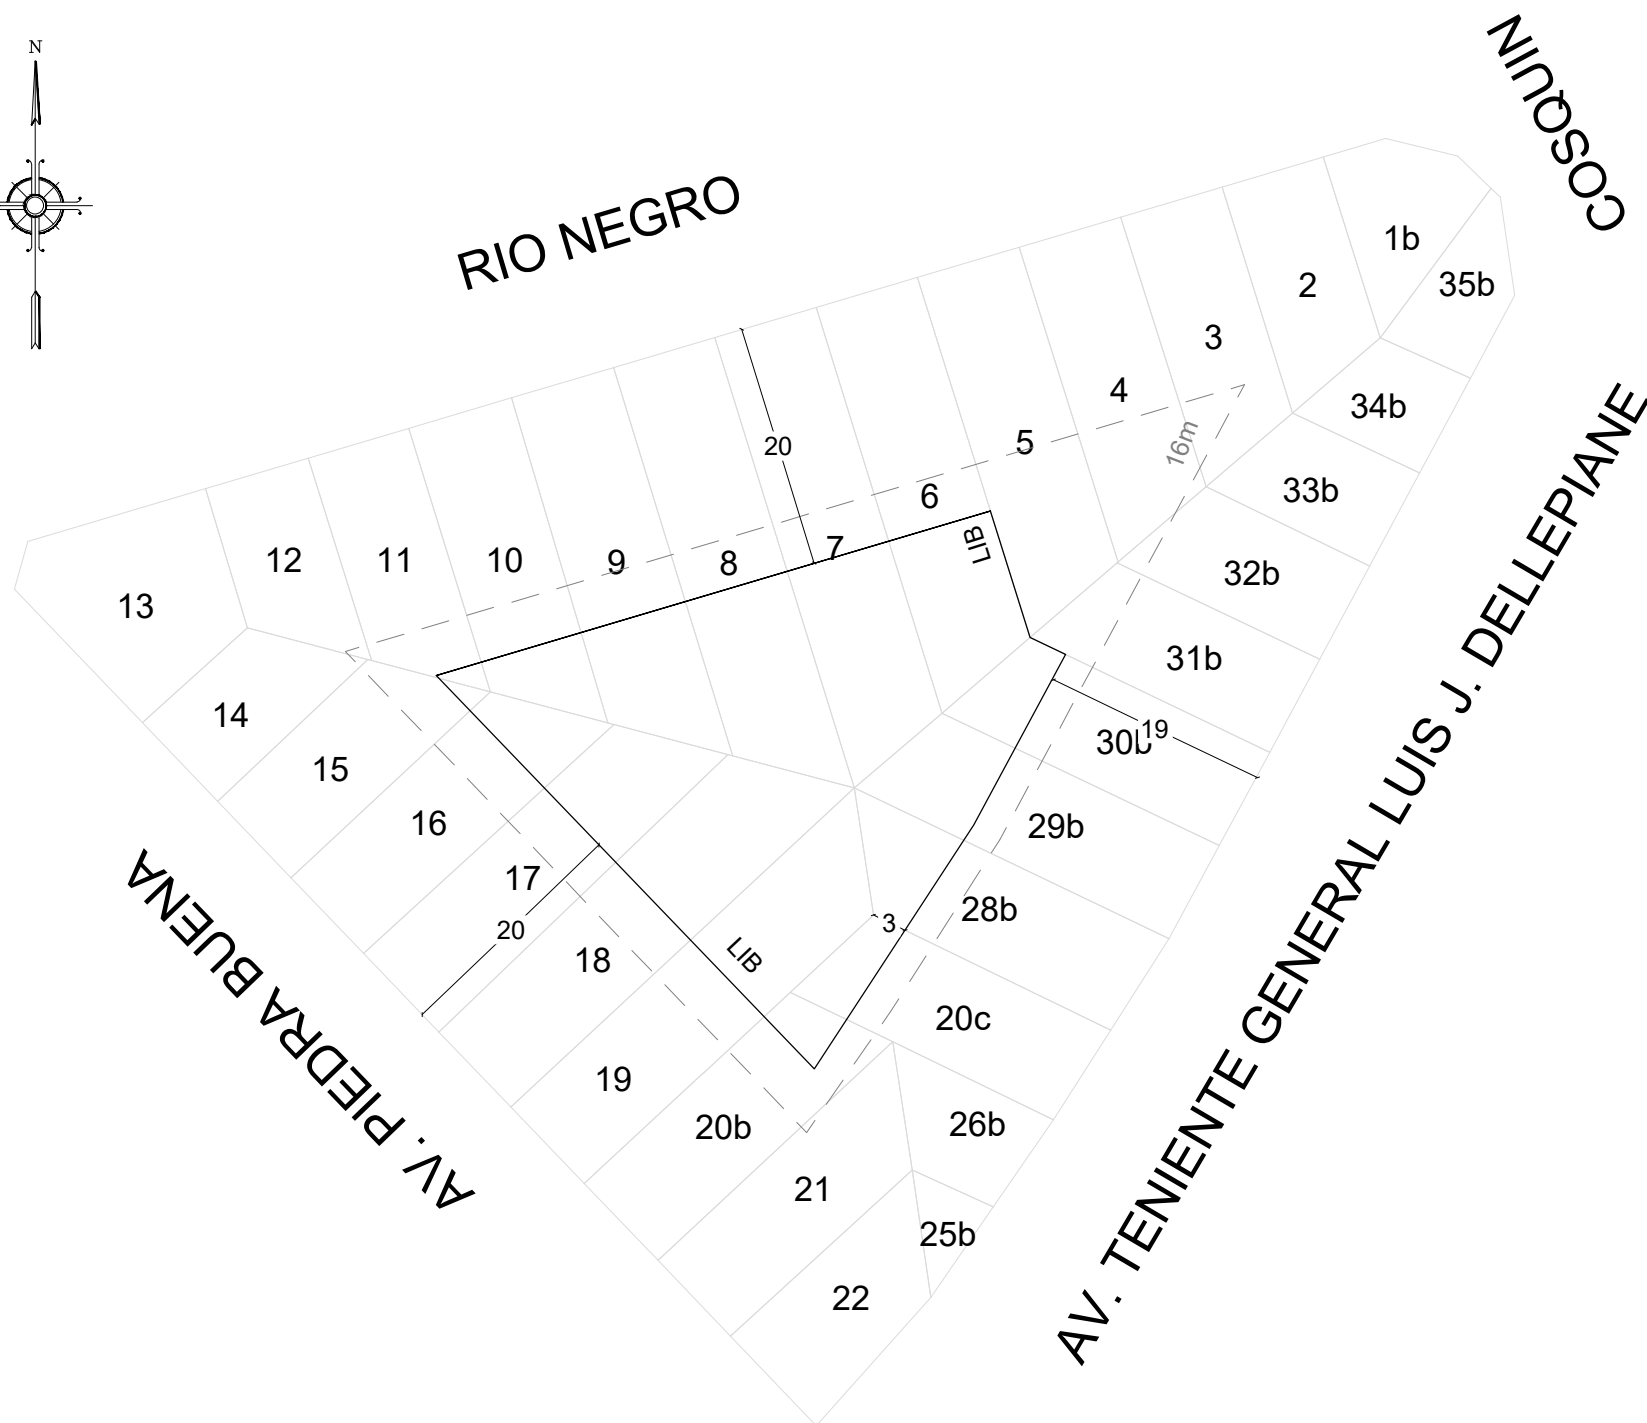 N
COSQUIN
RIO NEGRO
1b
35b
2
3
4
34b
5
16m
20
6
33b
LIB
7
8
9
10
11
12
13
32b
31b
14
19
30b
15
16
29b
17
28b
3
20
18
LIB
20c
19
20b
26b
21
25b
22
AV. PIEDRA BUENA
AV. TENIENTE GENERAL LUIS J. DELLEPIANE